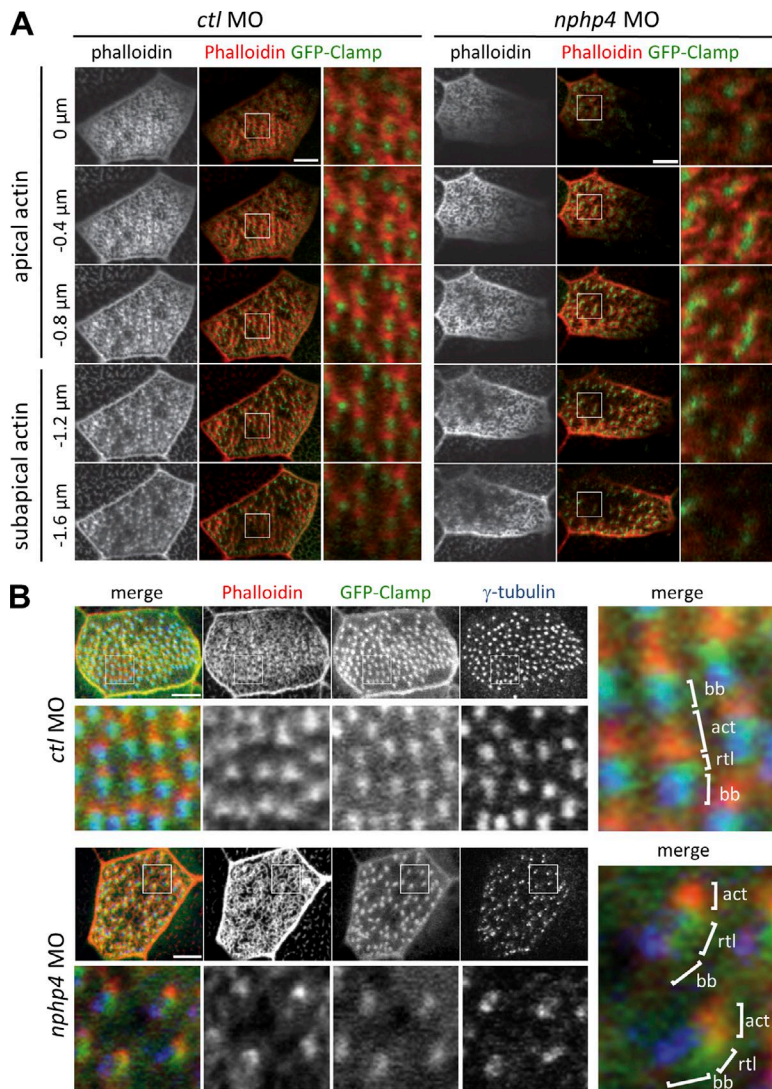 A
ctl MO
nphp4 MO
phalloidin
Phalloidin GFP-Clamp
phalloidin
Phalloidin GFP-Clamp
apical actin
0 µm
-0.4 µm
-0.8 µm
subapical actin
-1.2 µm
-1.6 µm
B
merge
Phalloidin
GFP-Clamp
γ-tubulin
merge
ctl MO
bb
act
rtl
bb
merge
nphp4 MO
act
rtl
bb
act
rtl
bb